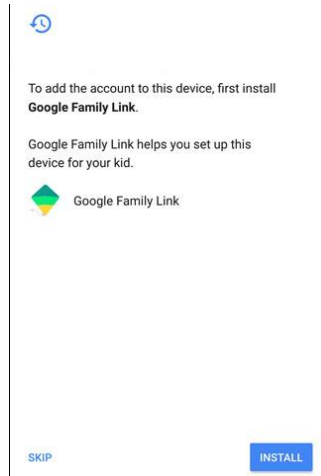 To add the account to this device, first install
Google Family Link.
Google Family Link helps you set up this
device for your kid.
Google Family Link
SKIP
INSTALL